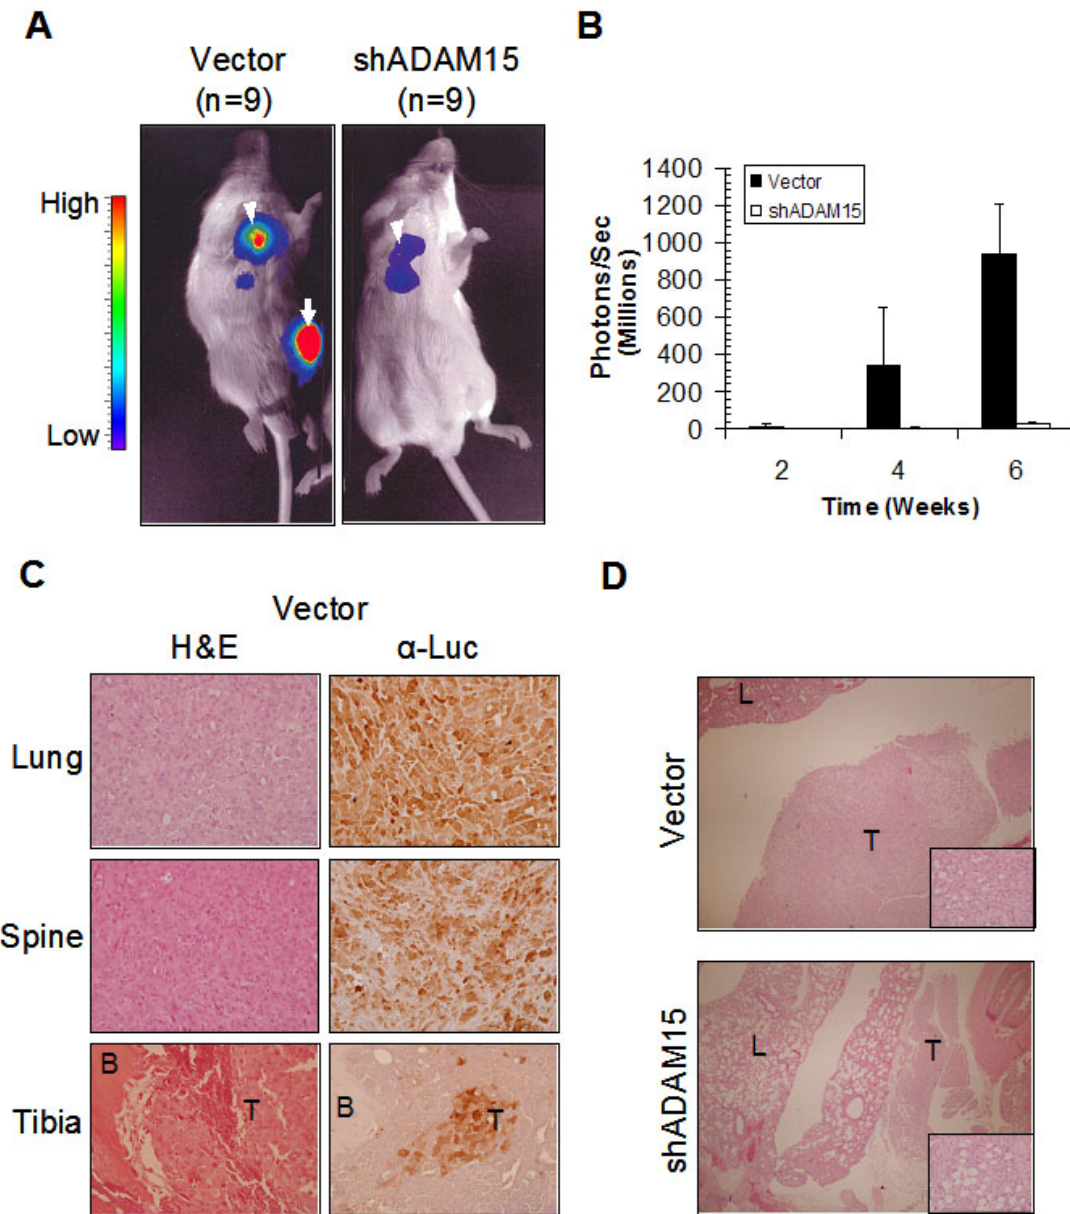 A
Vector
(n=9)
shADAM15
(n=9)
High
Low
B
1400
1200
1000
800
600
400
200
0
Photons/Sec
(Millions)
Vector
shADAM15
2 4 6
Time (Weeks)
C
Vector
H&E α-Luc
Lung
Spine
Tibia
B
T
B
T
D
Vector
L
T
shADAM15
L
T